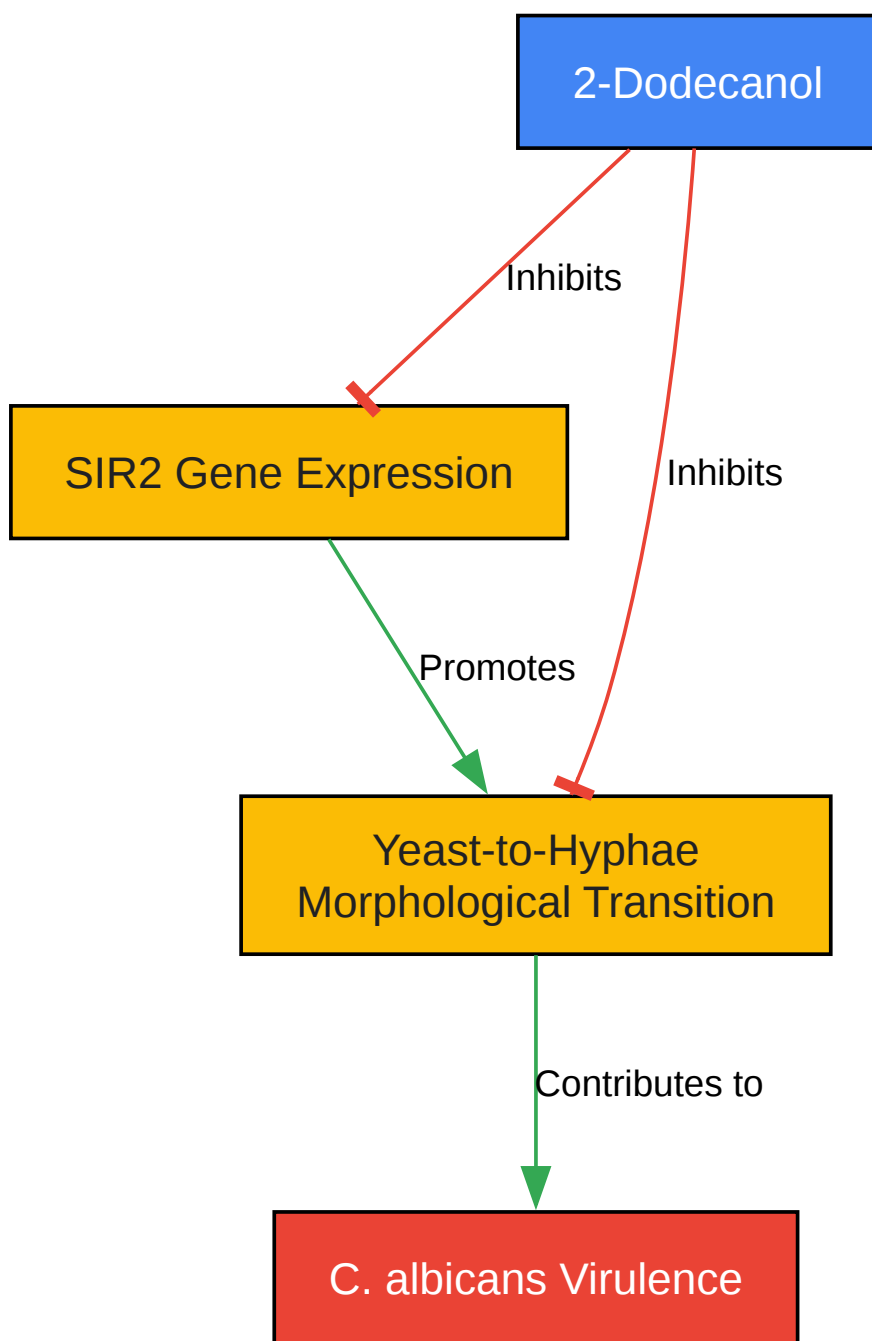 2-Dodecanol
Inhibits
SIR2 Gene Expression
Inhibits
Promotes
Yeast-to-Hyphae
Morphological Transition
Contributes to
C. albicans Virulence